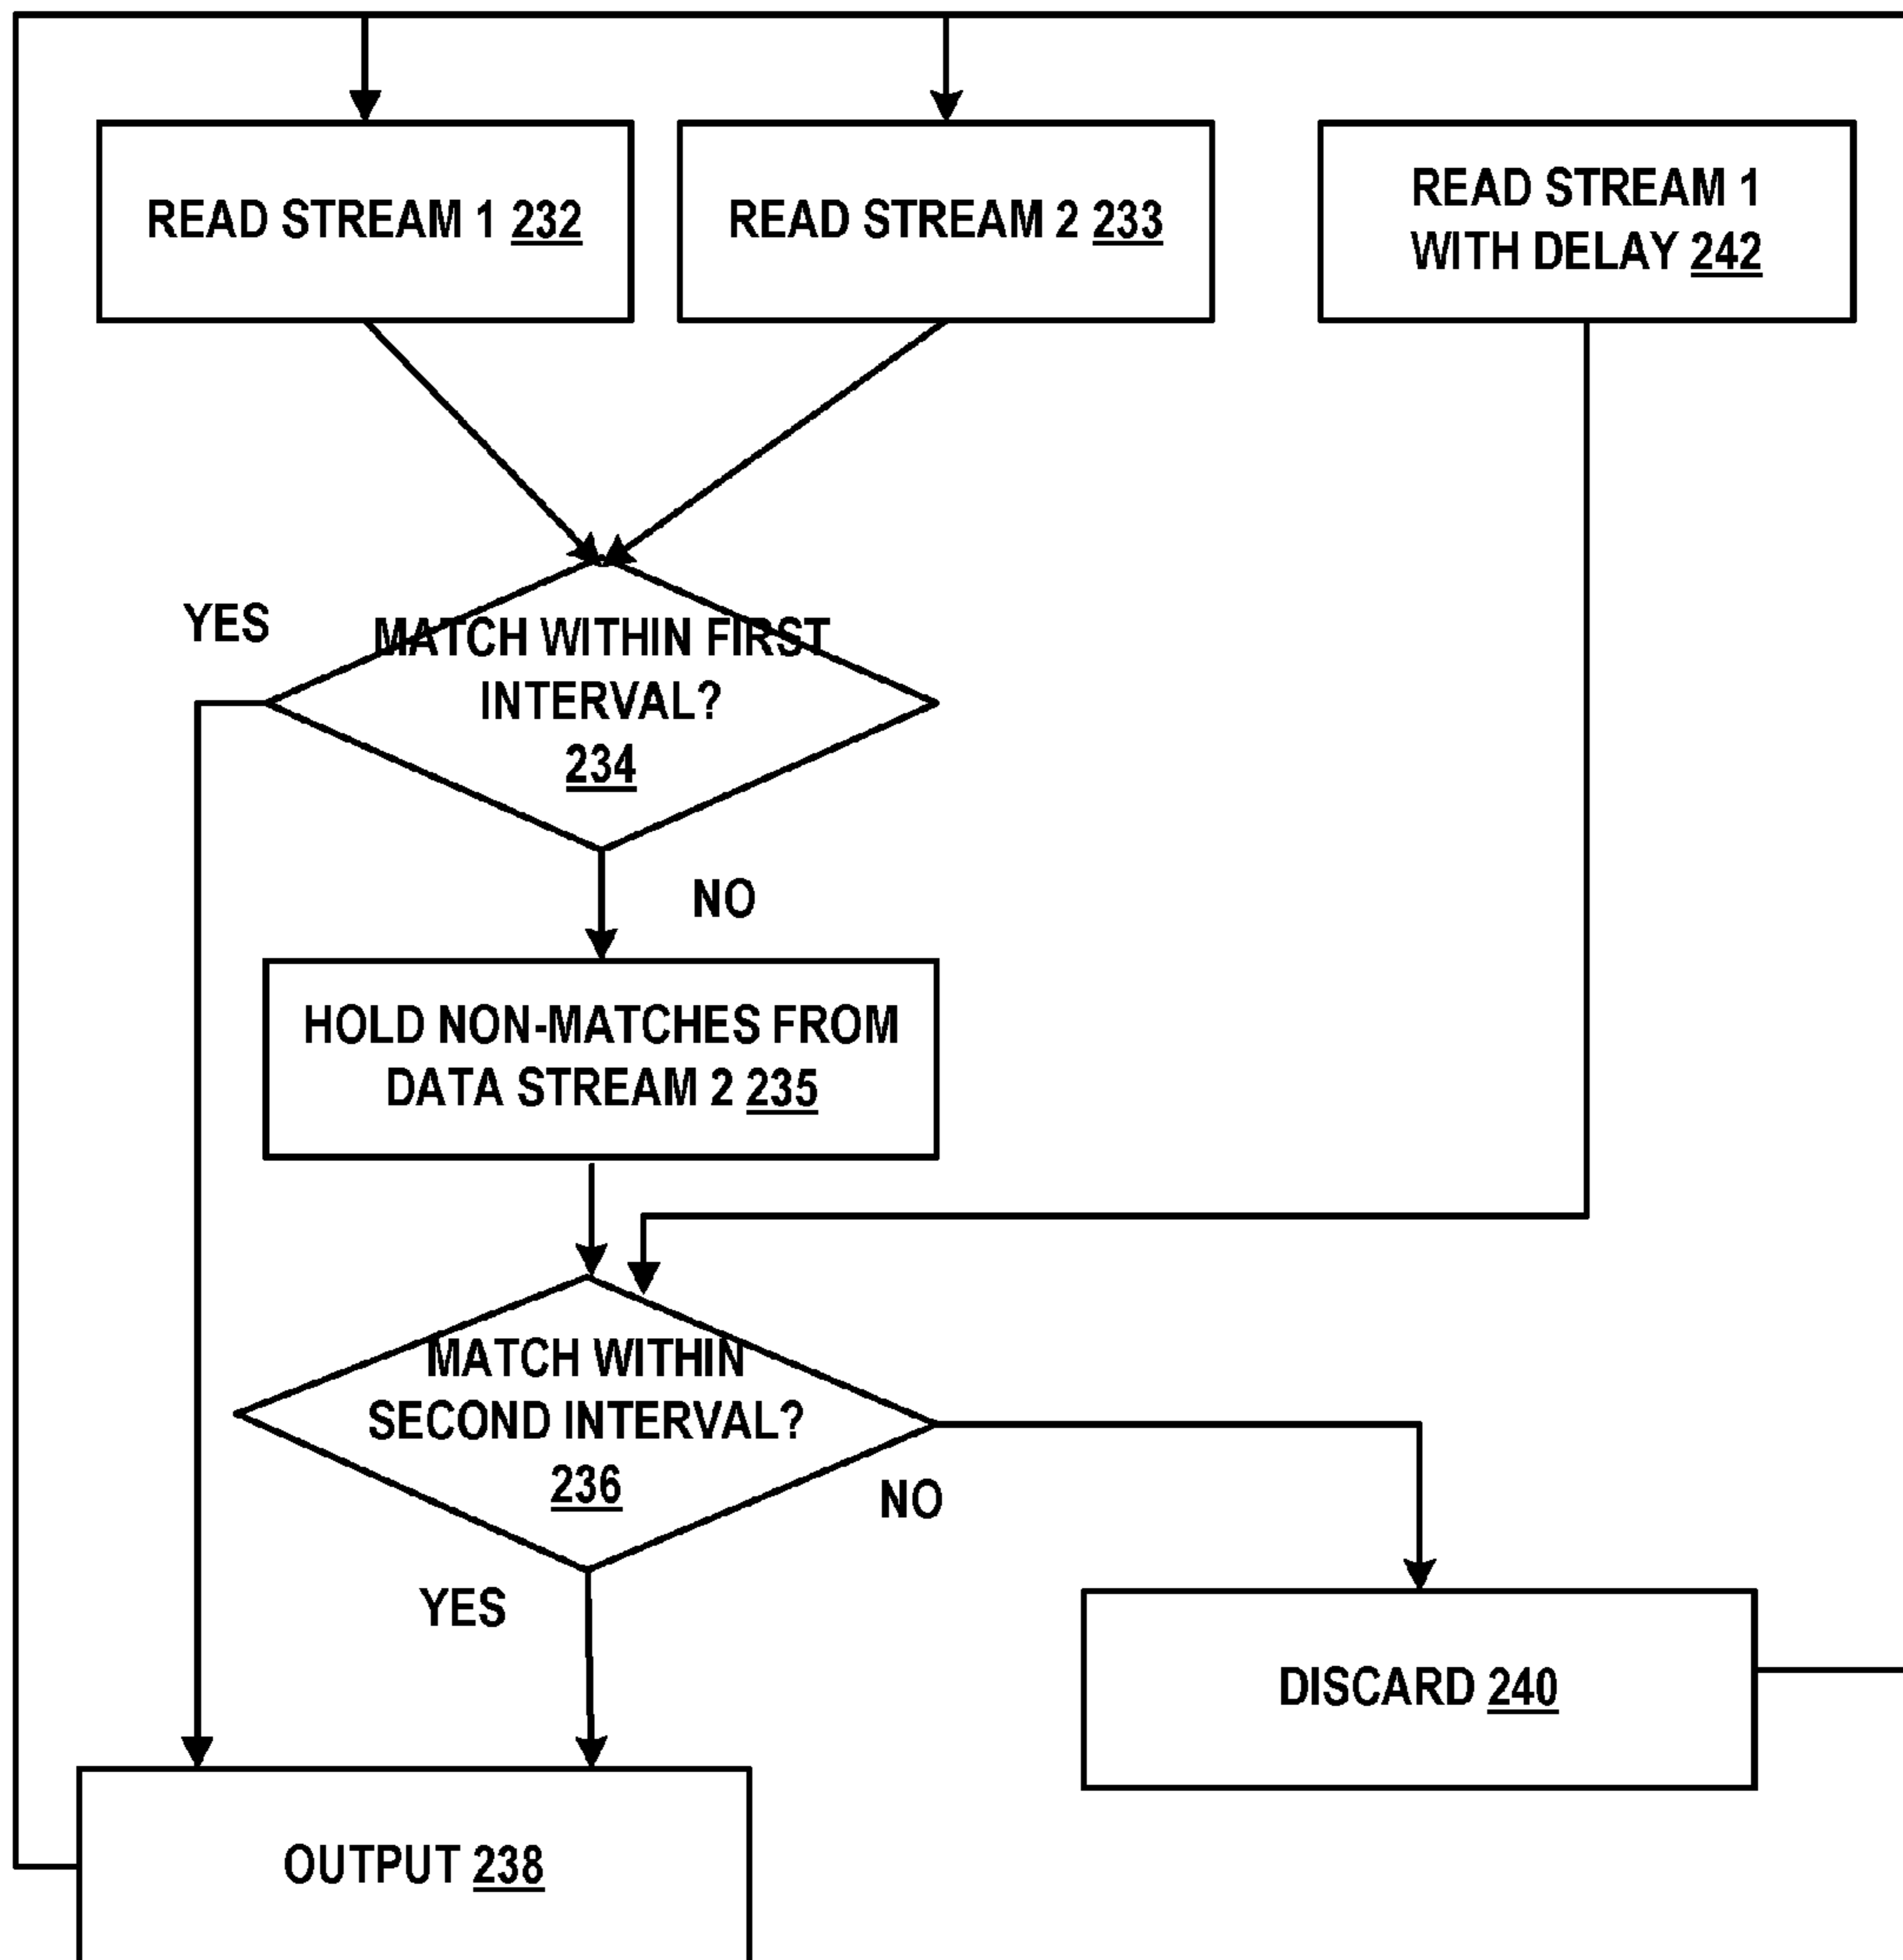 READ STREAM 1 232
READ STREAM 2 233
READ STREAM 1
WITH DELAY 242
YES
MATCH WITHIN FIRST
INTERVAL?
234
NO
HOLD NON-MATCHES FROM
DATA STREAM 2 235
MATCH WITHIN
SECOND INTERVAL?
236
NO
YES
DISCARD 240
OUTPUT 238